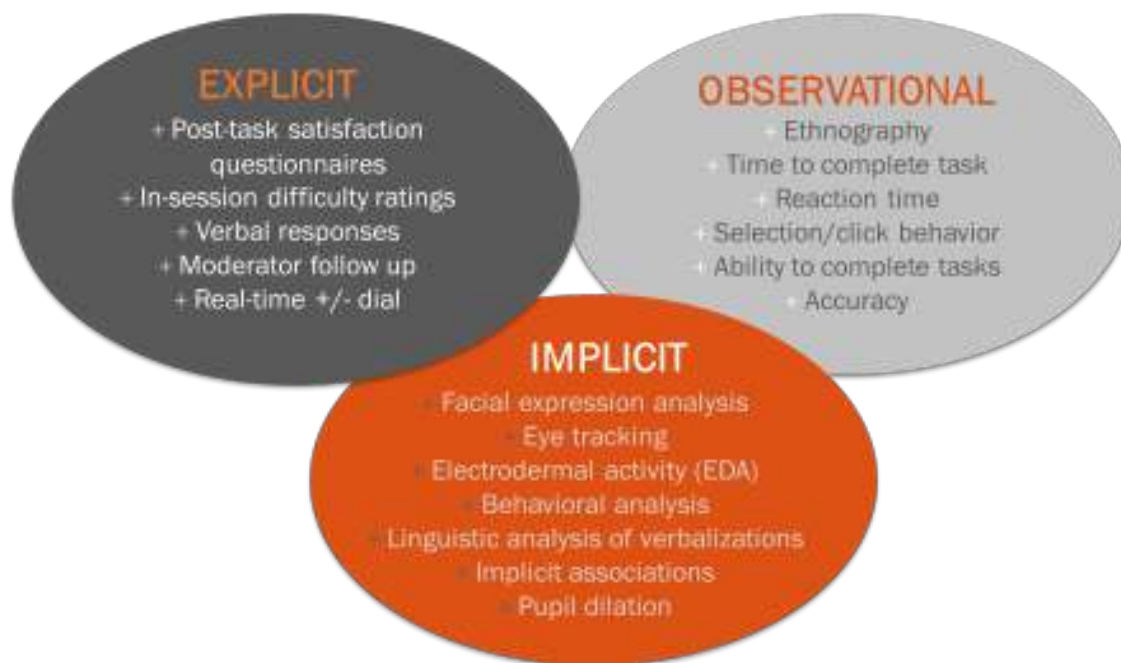 EXPLICIT
+ Post-task satisfaction
questionnaires
+ In-session difficulty ratings
+ Verbal responses
+ Moderator follow up
+ Real-time +/- dial
OBSERVATIONAL
+ Ethnography
+ Time to complete task
+ Reaction time
+ Selection/click behavior
+ Ability to complete tasks
+ Accuracy
IMPLICIT
+ Facial expression analysis
+ Eye tracking
+ Electrodermal activity (EDA)
+ Behavioral analysis
+ Linguistic analysis of verbalizations
+ Implicit associations
+ Pupil dilation